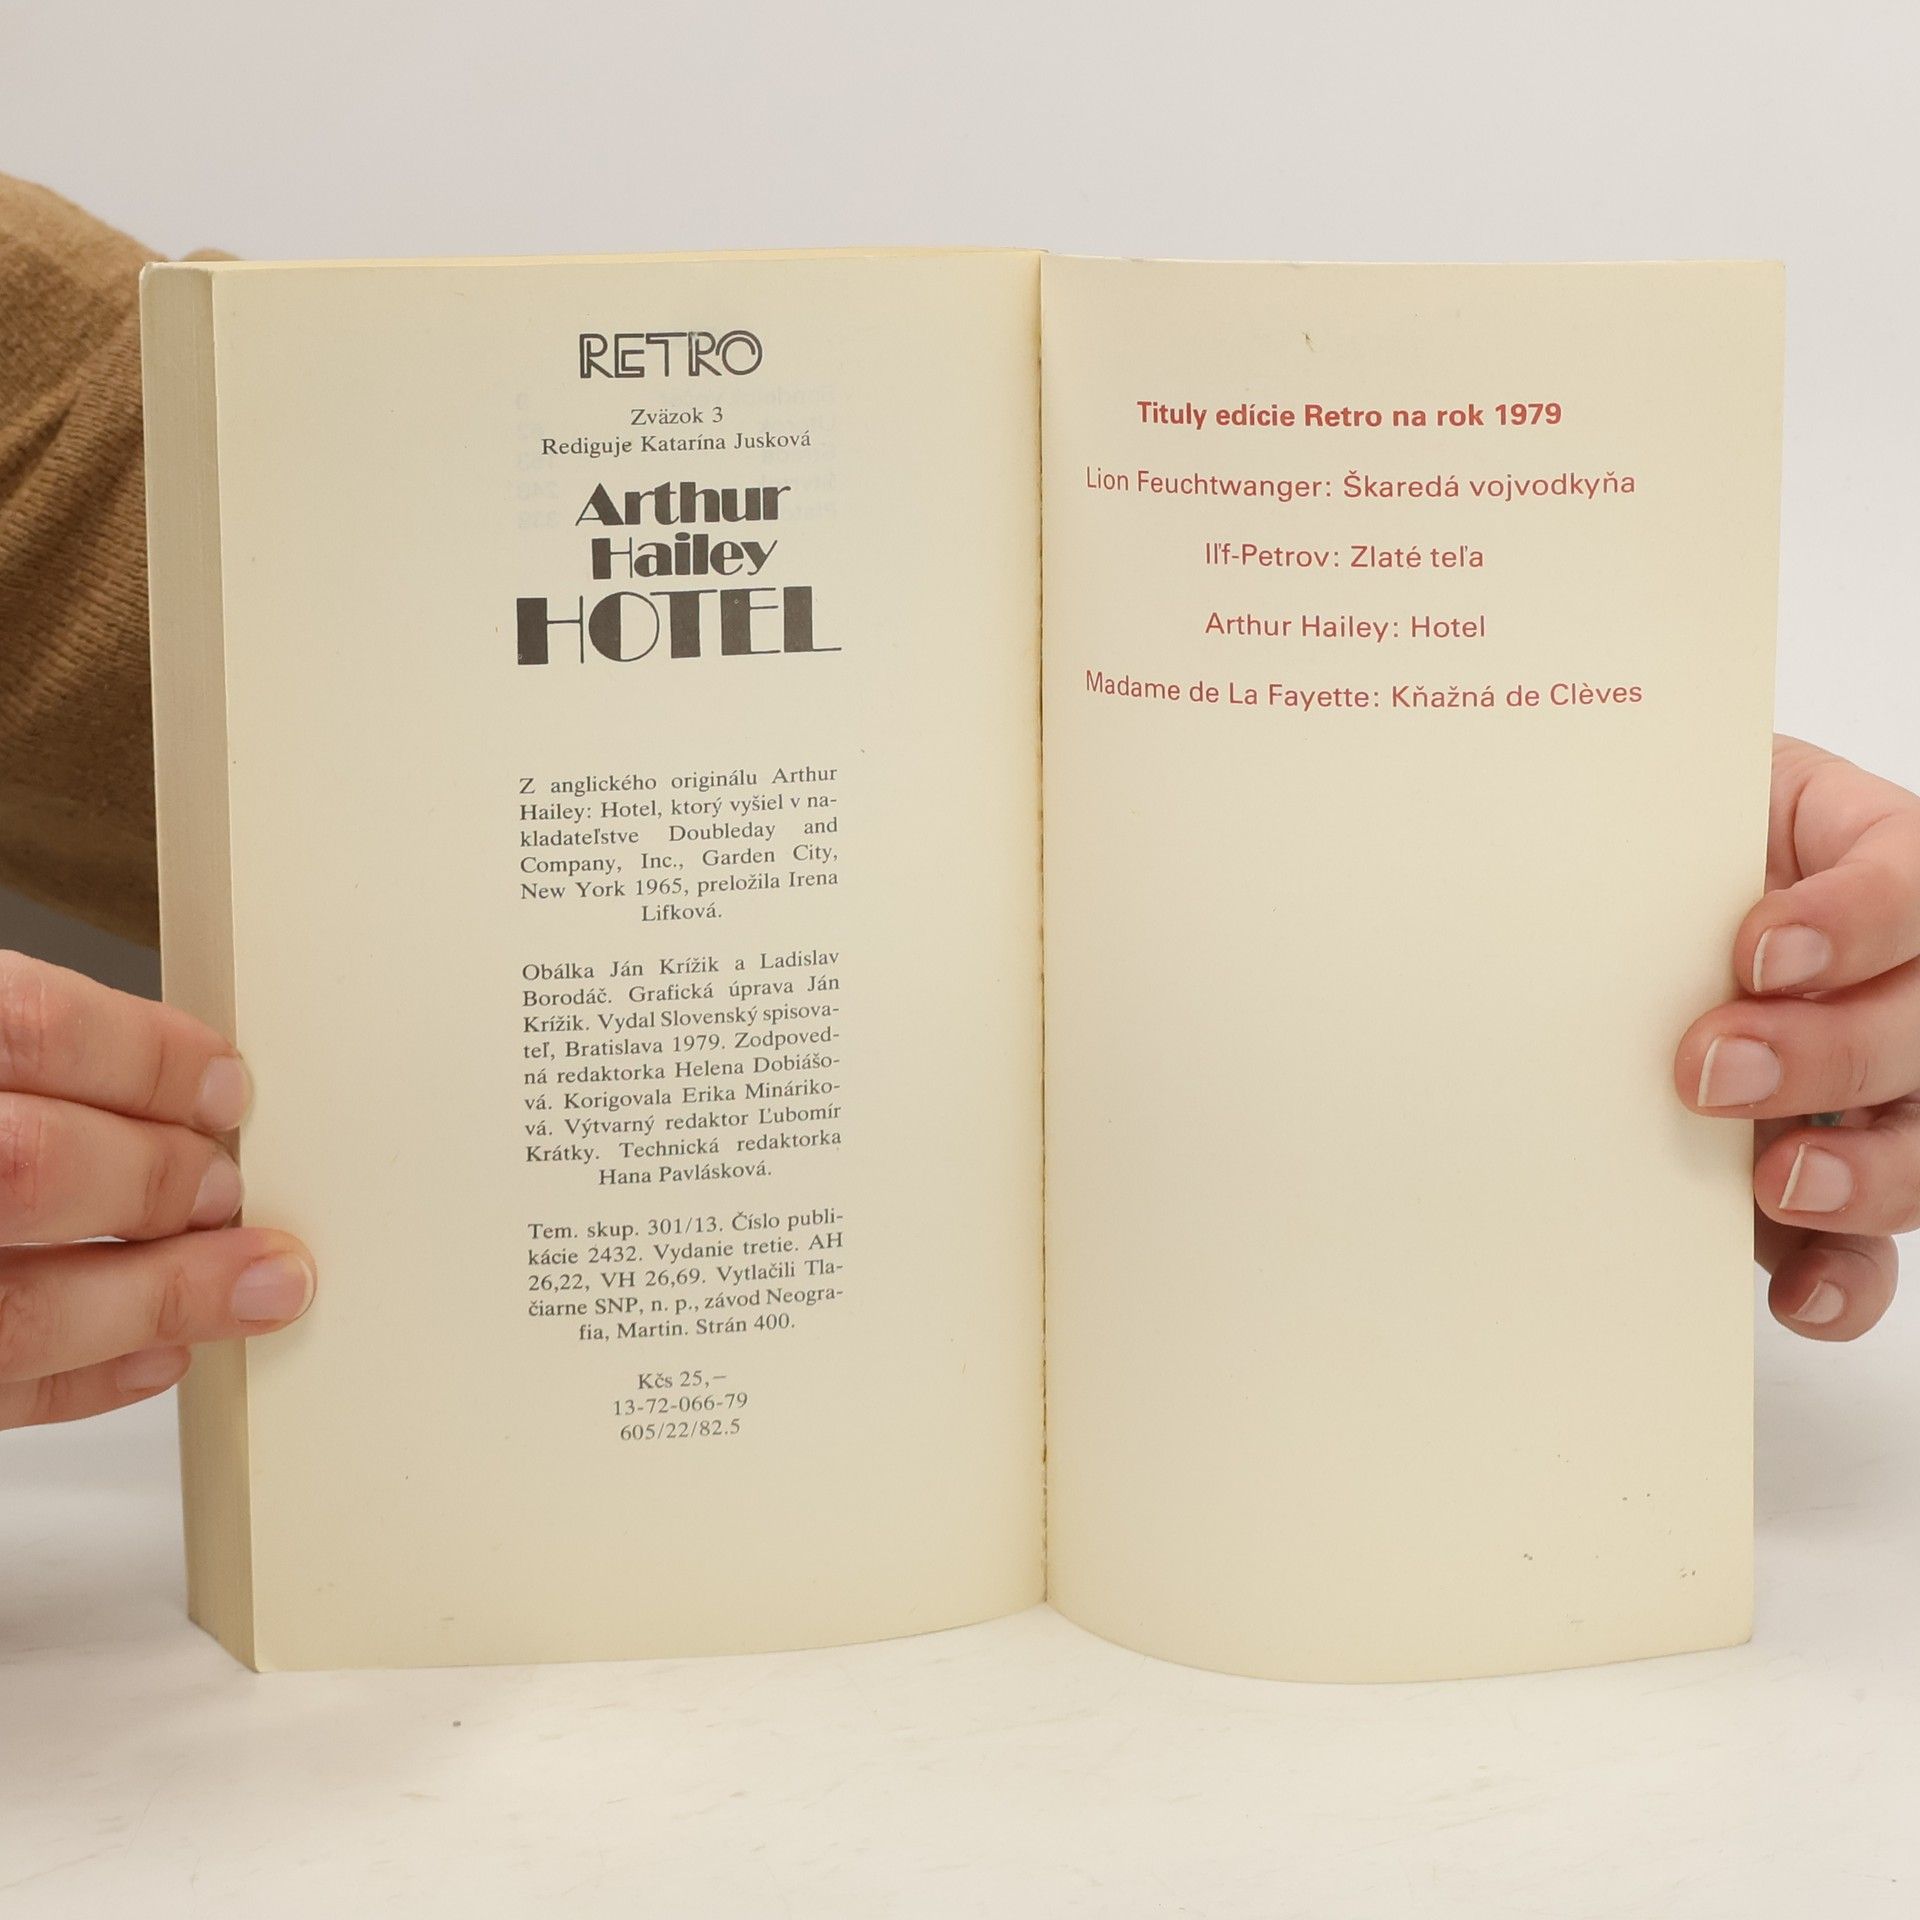 RETRO
Zväzok 3
Rediguje Katarína Jusková
Arthur
Hailey
HOTEL
Z anglického originálu Arthur
Hailey: Hotel, ktorý vyšiel v na-
kladateľstve Doubleday and
Company, Inc., Garden City,
New York 1965, preložila Irena
Lifková.
Obálka Ján Krížik a Ladislav
Borodáč. Grafická úprava Ján
Krížik. Vydal Slovenský spisova-
teľ, Bratislava 1979. Zodpoved-
ná redaktorka Helena Dobiášo-
vá. Korigovala Erika Mináriko-
vá. Výtvarný redaktor Ľubomír
Krátky. Technická redaktorka
Hana Pavlásková.
Tem. skup. 301/13. Číslo publi-
kácie 2432. Vydanie tretie. AH
26,22, VH 26,69. Vytlačili Tla-
čiarne SNP, n. p., závod Neogra-
fia, Martin. Strán 400.
Kčs 25,—
13-72-066-79
605/22/82.5
Tituly edície Retro na rok 1979
Lion Feuchtwanger: Škaredá vojvodkyňa
Iľf-Petrov: Zlaté teľa
Arthur Hailey: Hotel
Madame de La Fayette: Kňažná de Clèves